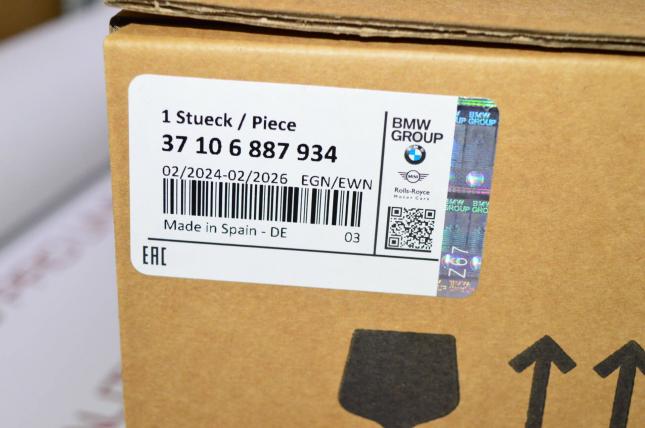 1 Stueck / Piece
37 10 6 887 934
02/2024-02/2026 EGN/EWN
Made in Spain - DE 03
EAC
BMW
GROUP
MINI
Rolls-Royce
Motor Cars
BMW
GROUP
BMW
GROUP
Z67